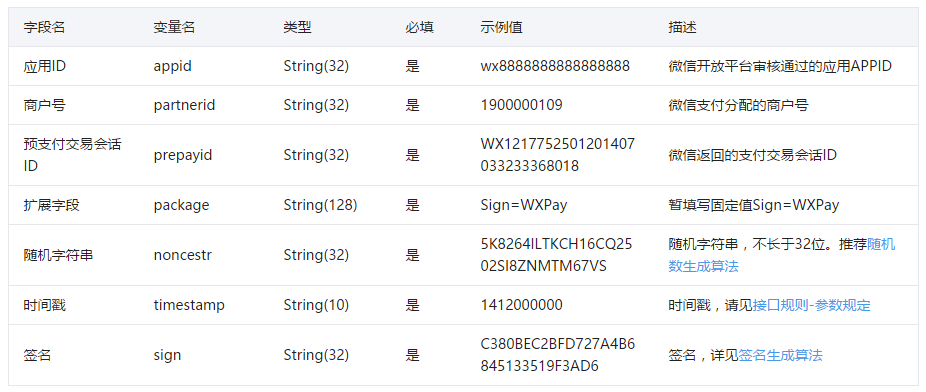 字段名 变量名 类型 必填 示例值 描述
应用ID appid String(32) 是 wx8888888888888888 微信开放平台审核通过的应用APPID
商户号 partnerid String(32) 是 1900000109 微信支付分配的商户号
预支付交易会话
ID prepayid String(32) 是 WX1217752501201407
033233368018 微信返回的支付交易会话ID
扩展字段 package String(128) 是 Sign=WXPay 暂填写固定值Sign=WXPay
随机字符串 noncestr String(32) 是 5K8264ILTKCH16CQ25
02SI8ZNMTM67VS 随机字符串，不长于32位。推荐随机
数生成算法
时间戳 timestamp String(10) 是 1412000000 时间戳，请见接口规则-参数规定
签名 sign String(32) 是 C380BEC2BFD727A4B6
845133519F3AD6 签名，详见签名生成算法